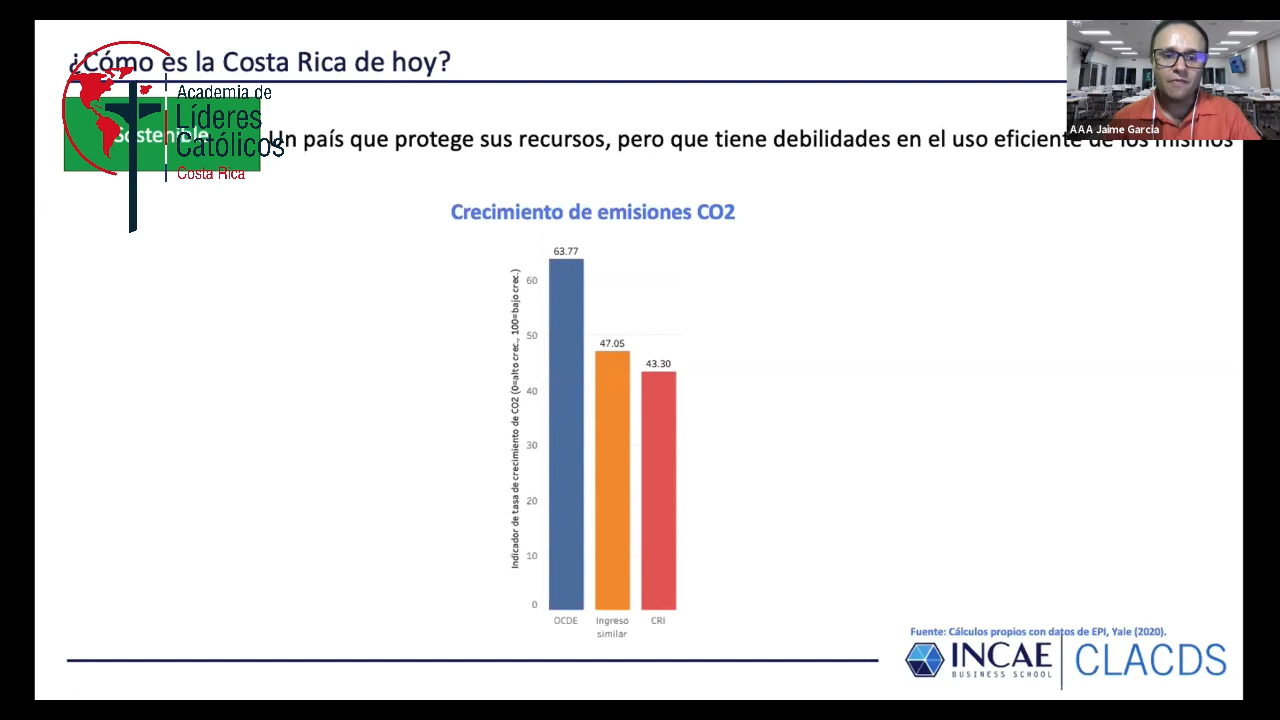 ¿Cómo es la Costa Rica de hoy?
AAA Jaime García
Academia de
Líderes
Católicos
Costa Rica
Sostenible
Un país que protege sus recursos, pero que tiene debilidades en el uso eficiente de los mismos
Crecimiento de emisiones CO2
Indicador de tasa de crecimiento de CO2 (0=alto crec., 100=bajo crec.)
60
50
40
30
20
10
0
63.77
47.05
43.30
OCDE
Ingreso
similar
CRI
Fuente: Cálculos propios con datos de EPI, Yale (2020).
INCAE
BUSINESS SCHOOL
CLACDS